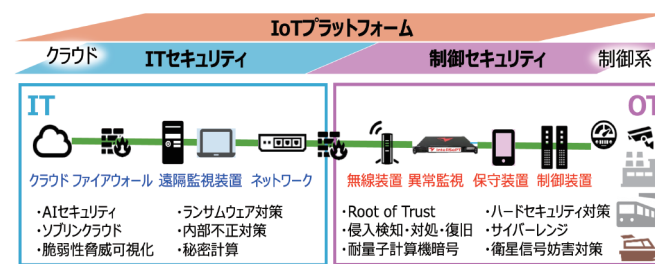 IoTプラットフォーム
クラウド ITセキュリティ 制御セキュリティ 制御系
IT OT
クラウド ファイアウォール 遠隔監視装置 ネットワーク 無線装置 異常監視 保守装置 制御装置
・AIセキュリティ
・ソブリンクラウド
・脆弱性脅威可視化
・ランサムウェア対策
・内部不正対策
・秘密計算
・Root of Trust
・侵入検知・対処・復旧
・耐量子計算機暗号
・ハードセキュリティ対策
・サイバーレンジ
・衛星信号妨害対策